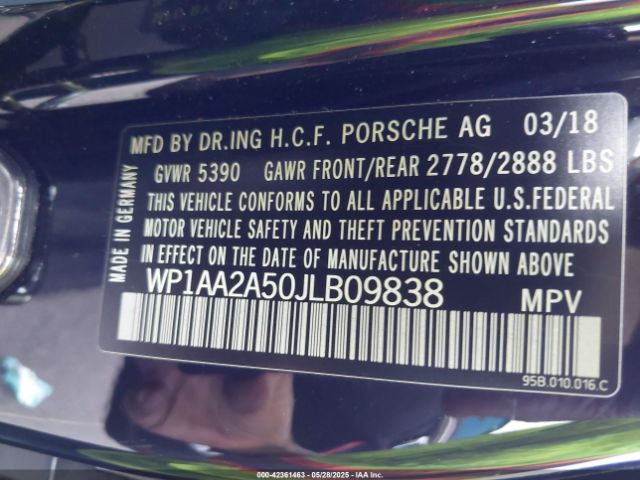 MFD BY DR.ING H.C.F. PORSCHE AG 03/18
GVWR 5390 GAWR FRONT/REAR 2778/2888 LBS
THIS VEHICLE CONFORMS TO ALL APPLICABLE U.S.FEDERAL
MOTOR VEHICLE SAFETY AND THEFT PREVENTION STANDARDS
IN EFFECT ON THE DATE OF MANUFACTURE SHOWN ABOVE
WP1AA2A50JLB09838 MPV
MADE IN GERMANY
95B.010.016.C
000-42361463 | 05/28/2025 - IAA Inc.